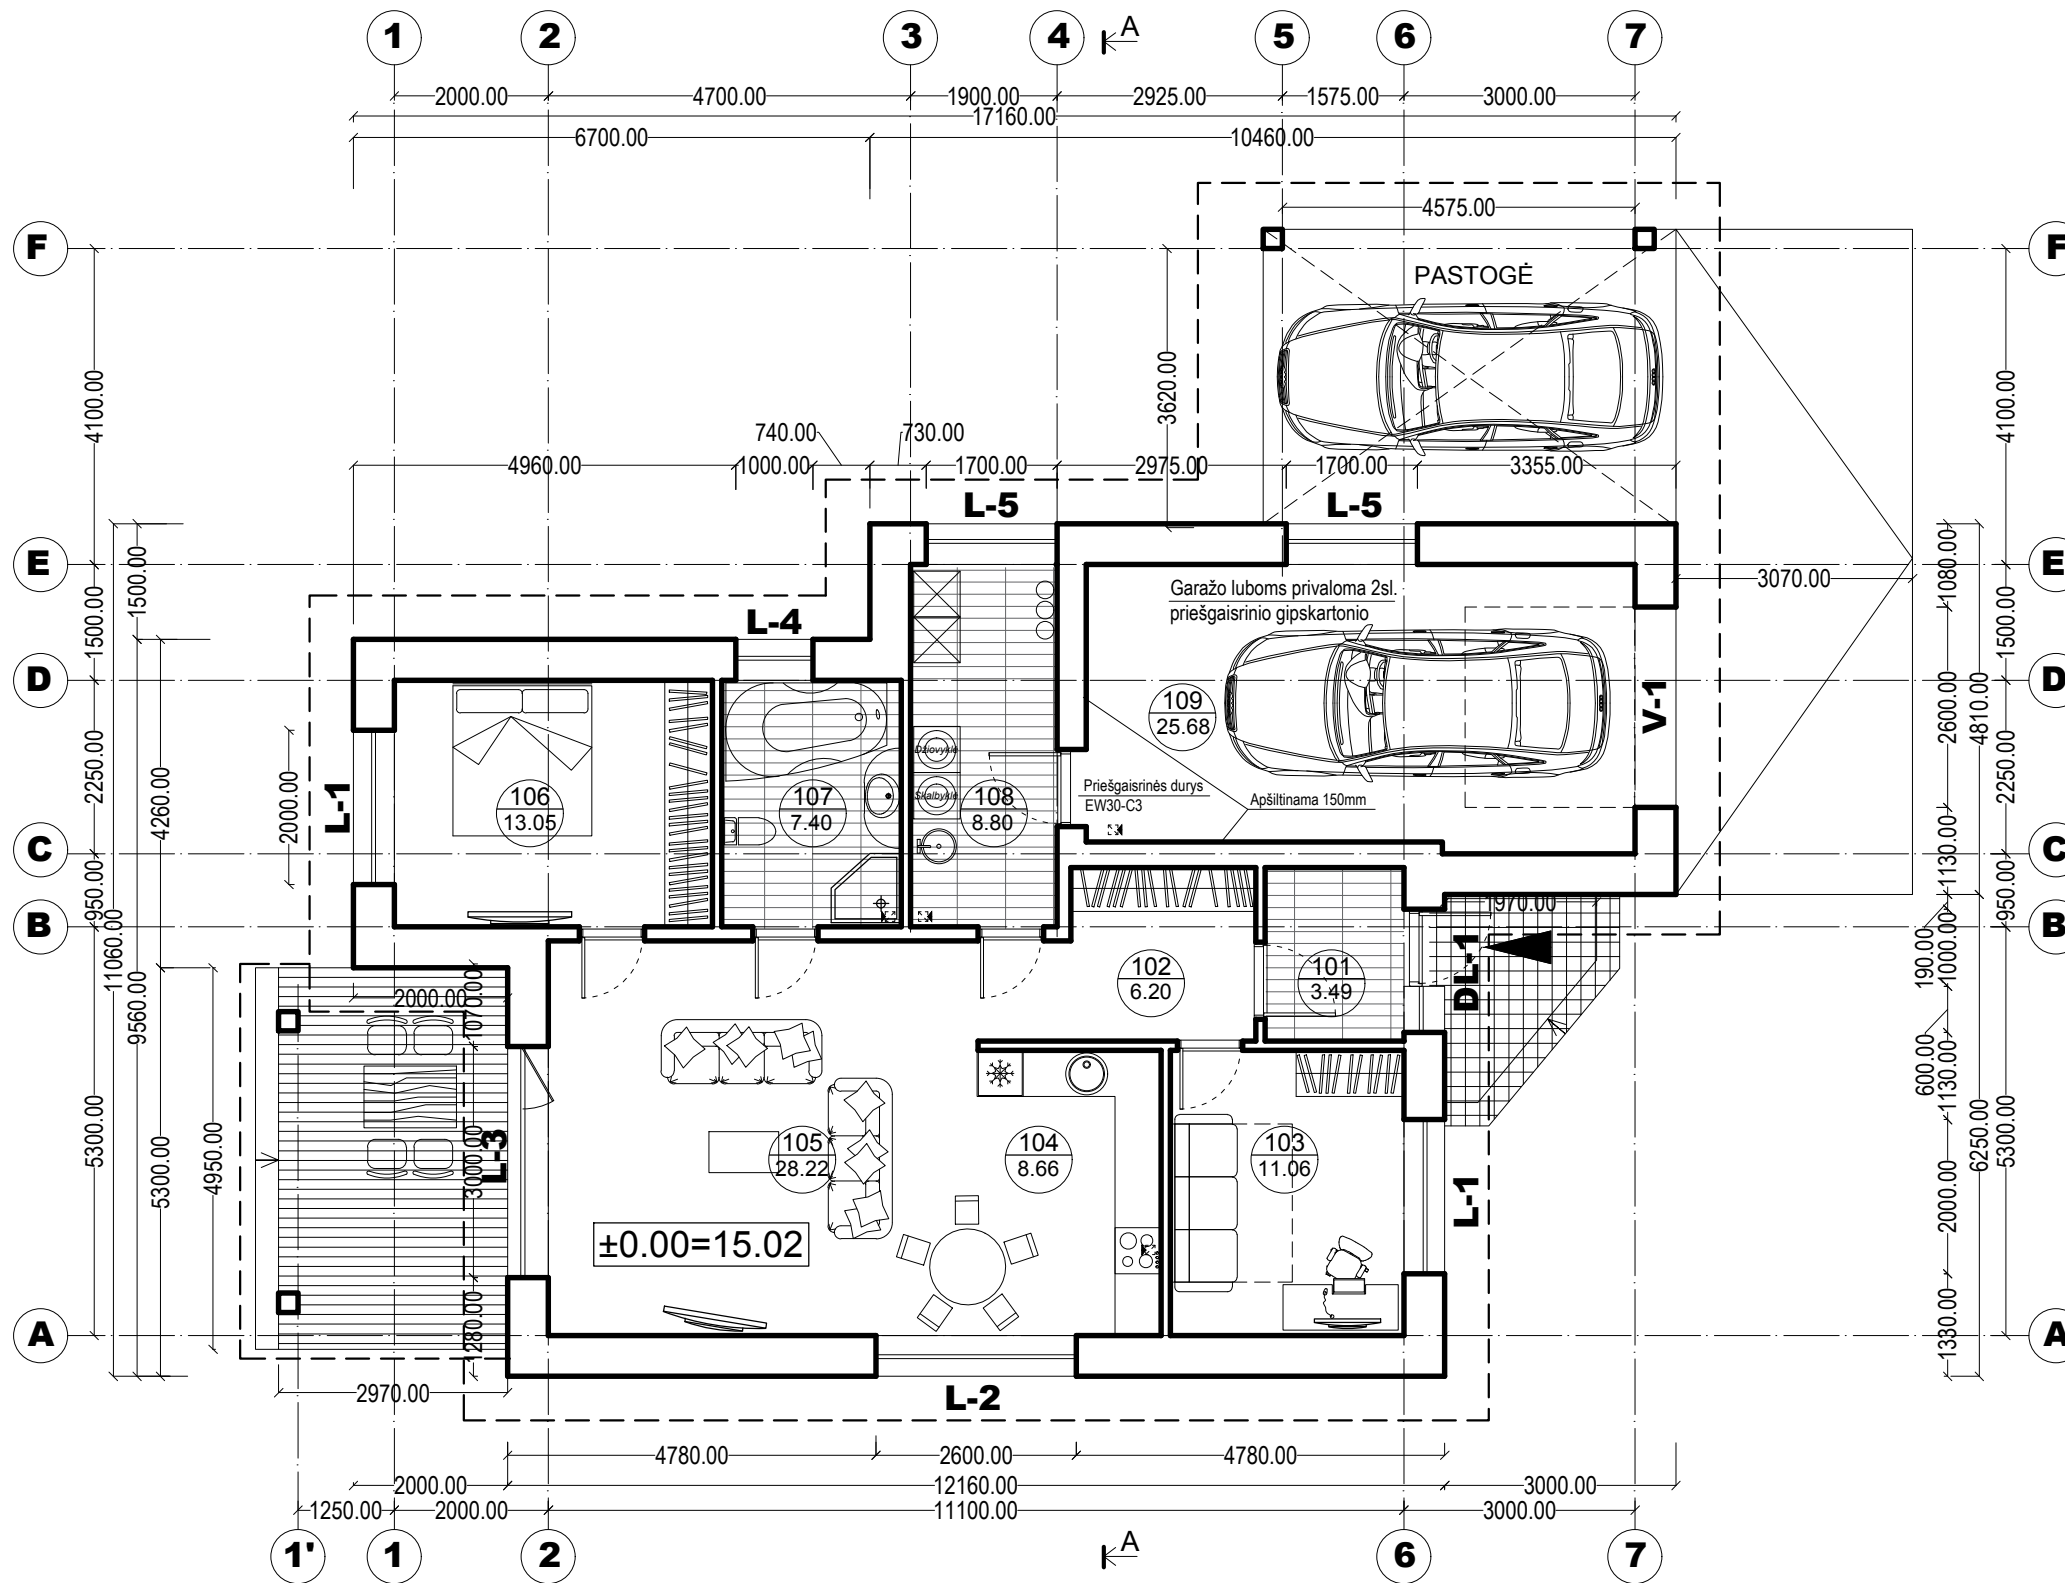 1 2 3 4 5 6 7
A
2000.00 4700.00 1900.00 2925.00 1575.00 3000.00
17160.00
6700.00 10460.00
4575.00
F F
PASTOGĖ
4100.00 3620.00 4100.00
740.00 730.00
4960.00 1000.00 1700.00 2975.00 1700.00 3355.00
L-5 L-5
E E
1500.00 1500.00 3070.00 1080.00 1500.00
Garažo luboms privaloma 2sl.
priešgaisrinio gipskartonio
L-4
D D
109
25.68
V-1
2600.00 4810.00
Džiovyklė
Skalbyklė
2250.00 4260.00 2000.00 2250.00
L-1
106
13.05
107
7.40
108
8.80
Priešgaisrinės durys
EW30-C3
Apšiltinama 150mm
C C
950.00 1130.00 950.00
1970.00
B B
11060.00 9560.00
190.00 1000.00
102
6.20
101
3.49
DL-1
2000.00 1070.00
600.00 1130.00
5300.00 5300.00 4950.00
L-3
3000.00
105
28.22
104
8.66
103
11.06
L-1
2000.00 6250.00 5300.00
±0.00=15.02
1280.00 1330.00
A A
2970.00
L-2
4780.00 2600.00 4780.00
2000.00 12160.00 3000.00
1250.00 2000.00 11100.00 3000.00
A
1' 1 2 6 7